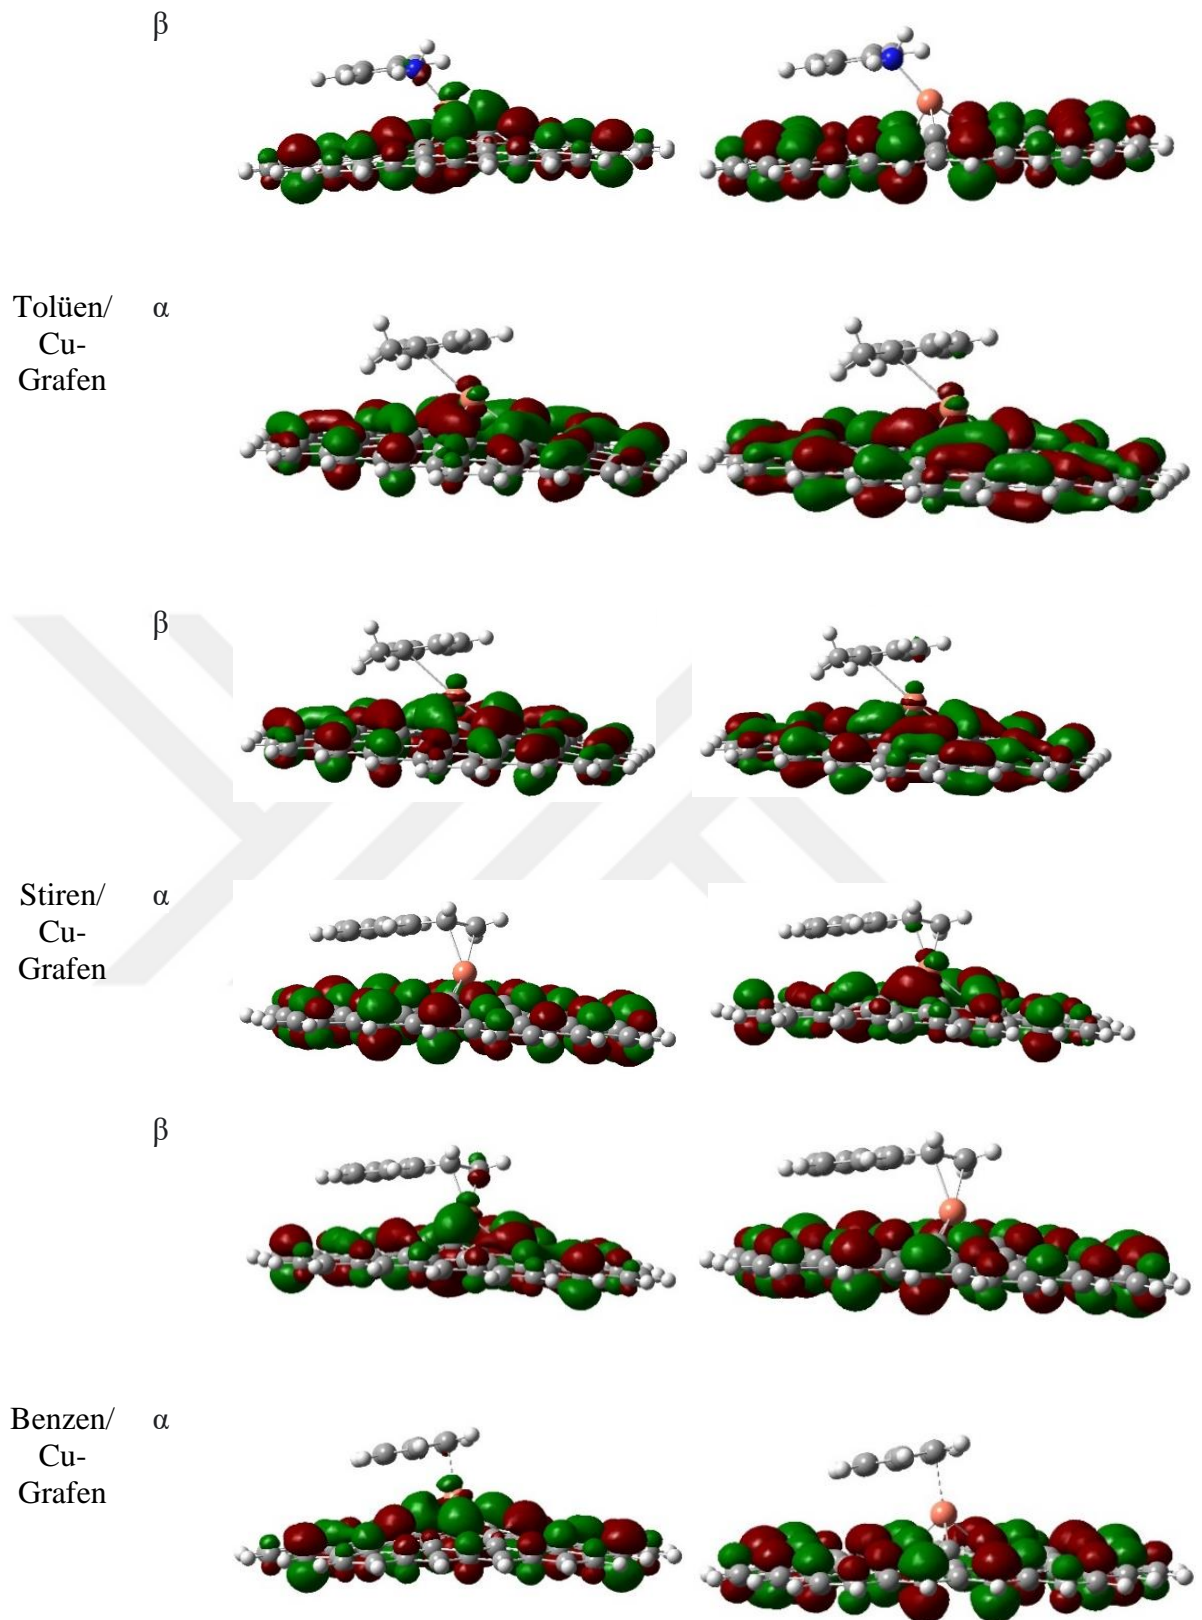 β
Tolüen/ α
Cu-
Grafen
β
Stiren/ α
Cu-
Grafen
β
Benzen/ α
Cu-
Grafen